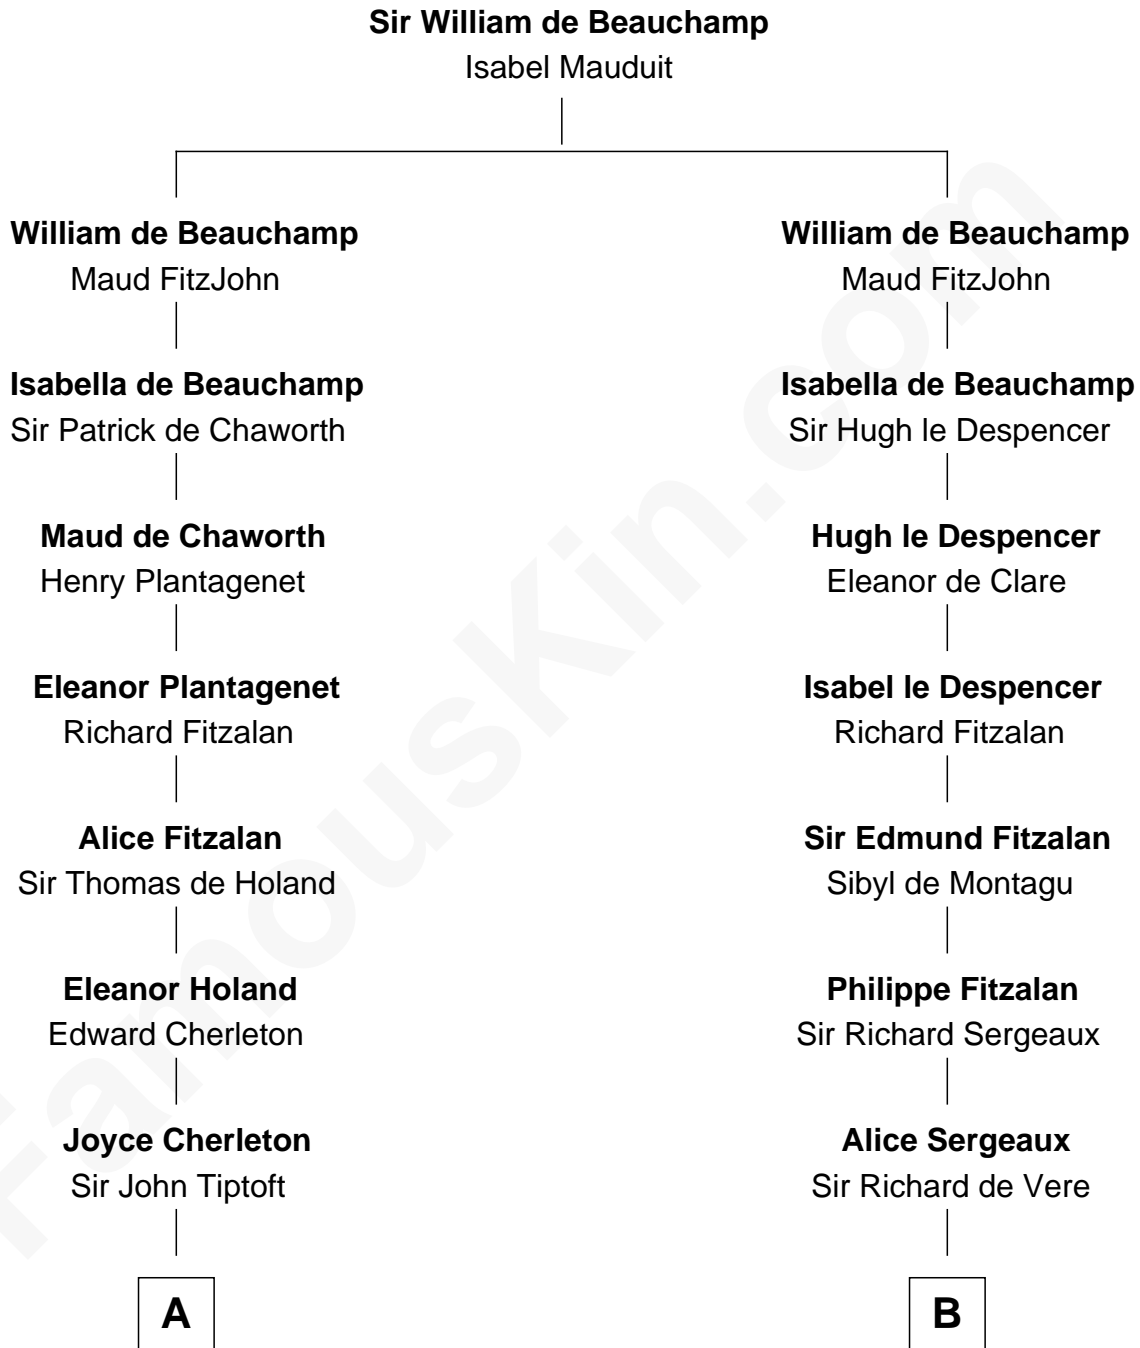 Sir William de Beauchamp
Isabel Mauduit
William de Beauchamp
Maud FitzJohn
Isabella de Beauchamp
Sir Patrick de Chaworth
Maud de Chaworth
Henry Plantagenet
Eleanor Plantagenet
Richard Fitzalan
Alice Fitzalan
Sir Thomas de Holand
Eleanor Holand
Edward Cherleton
Joyce Cherleton
Sir John Tiptoft
A
William de Beauchamp
Maud FitzJohn
Isabella de Beauchamp
Sir Hugh le Despencer
Hugh le Despencer
Eleanor de Clare
Isabel le Despencer
Richard Fitzalan
Sir Edmund Fitzalan
Sibyl de Montagu
Philippe Fitzalan
Sir Richard Sergeaux
Alice Sergeaux
Sir Richard de Vere
B
FamousKin.com